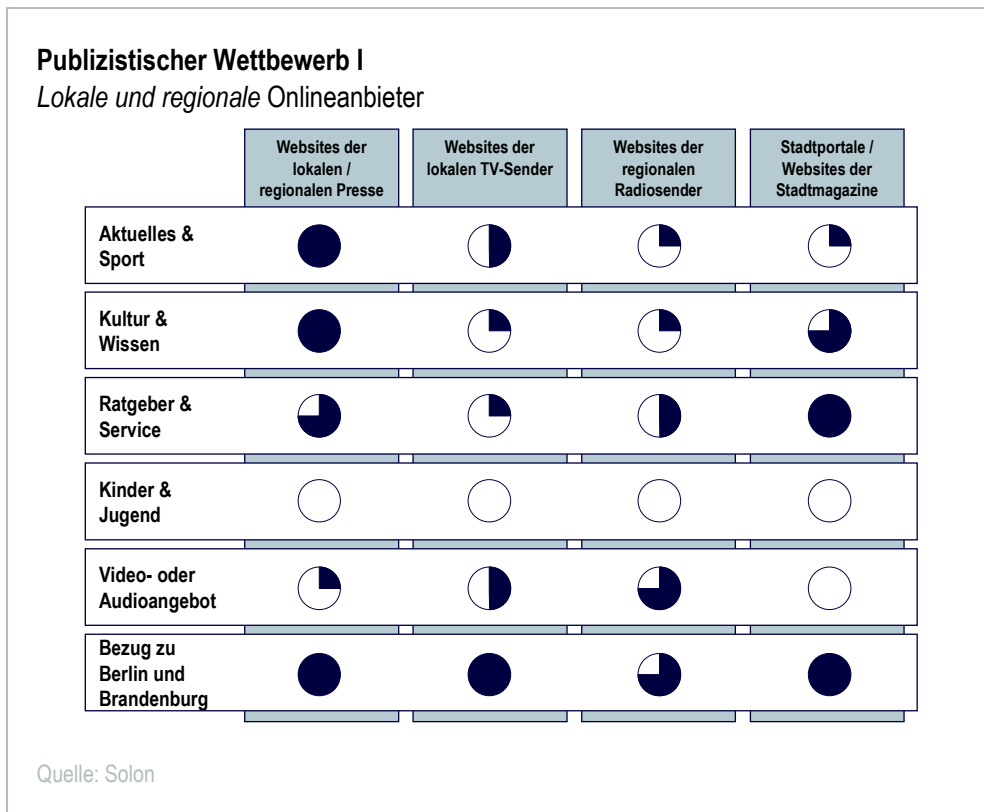 Publizistischer Wettbewerb I
Lokale und regionale Onlineanbieter
Websites der
lokalen /
regionalen Presse
Websites der
lokalen TV-Sender
Websites der
regionalen
Radiosender
Stadtportale /
Websites der
Stadtmagazine
Aktuelles &
Sport
Kultur &
Wissen
Ratgeber &
Service
Kinder &
Jugend
Video- oder
Audioangebot
Bezug zu
Berlin und
Brandenburg
Quelle: Solon